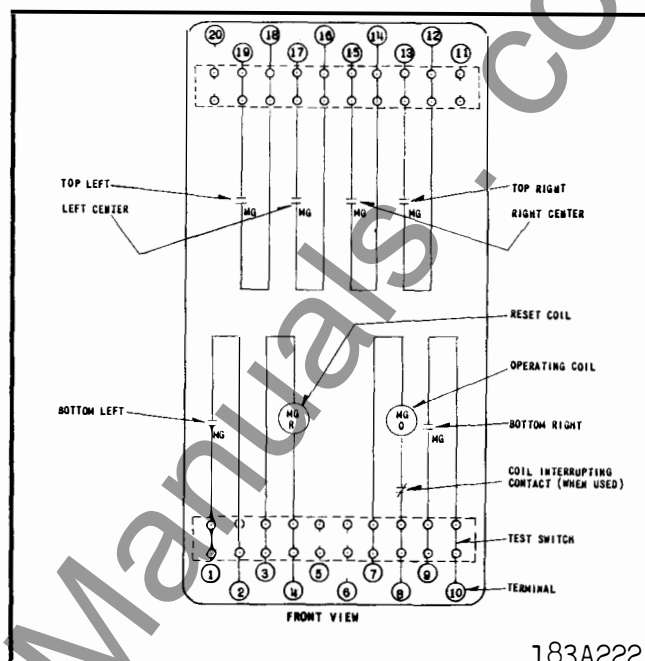 20 18 16 14 12
19 17 15 13 11
TOP LEFT
LEFT CENTER
MG MG MG MG
TOP RIGHT
RIGHT CENTER
RESET COIL
OPERATING COIL
BOTTOM LEFT
MG
MG
R
MG
O
MG
BOTTOM RIGHT
COIL INTERRUPTING
CONTACT (WHEN USED)
TEST SWITCH
1 3 5 7 9
2 4 6 8 10
TERMINAL
FRONT VIEW
183A222
Manuals.co